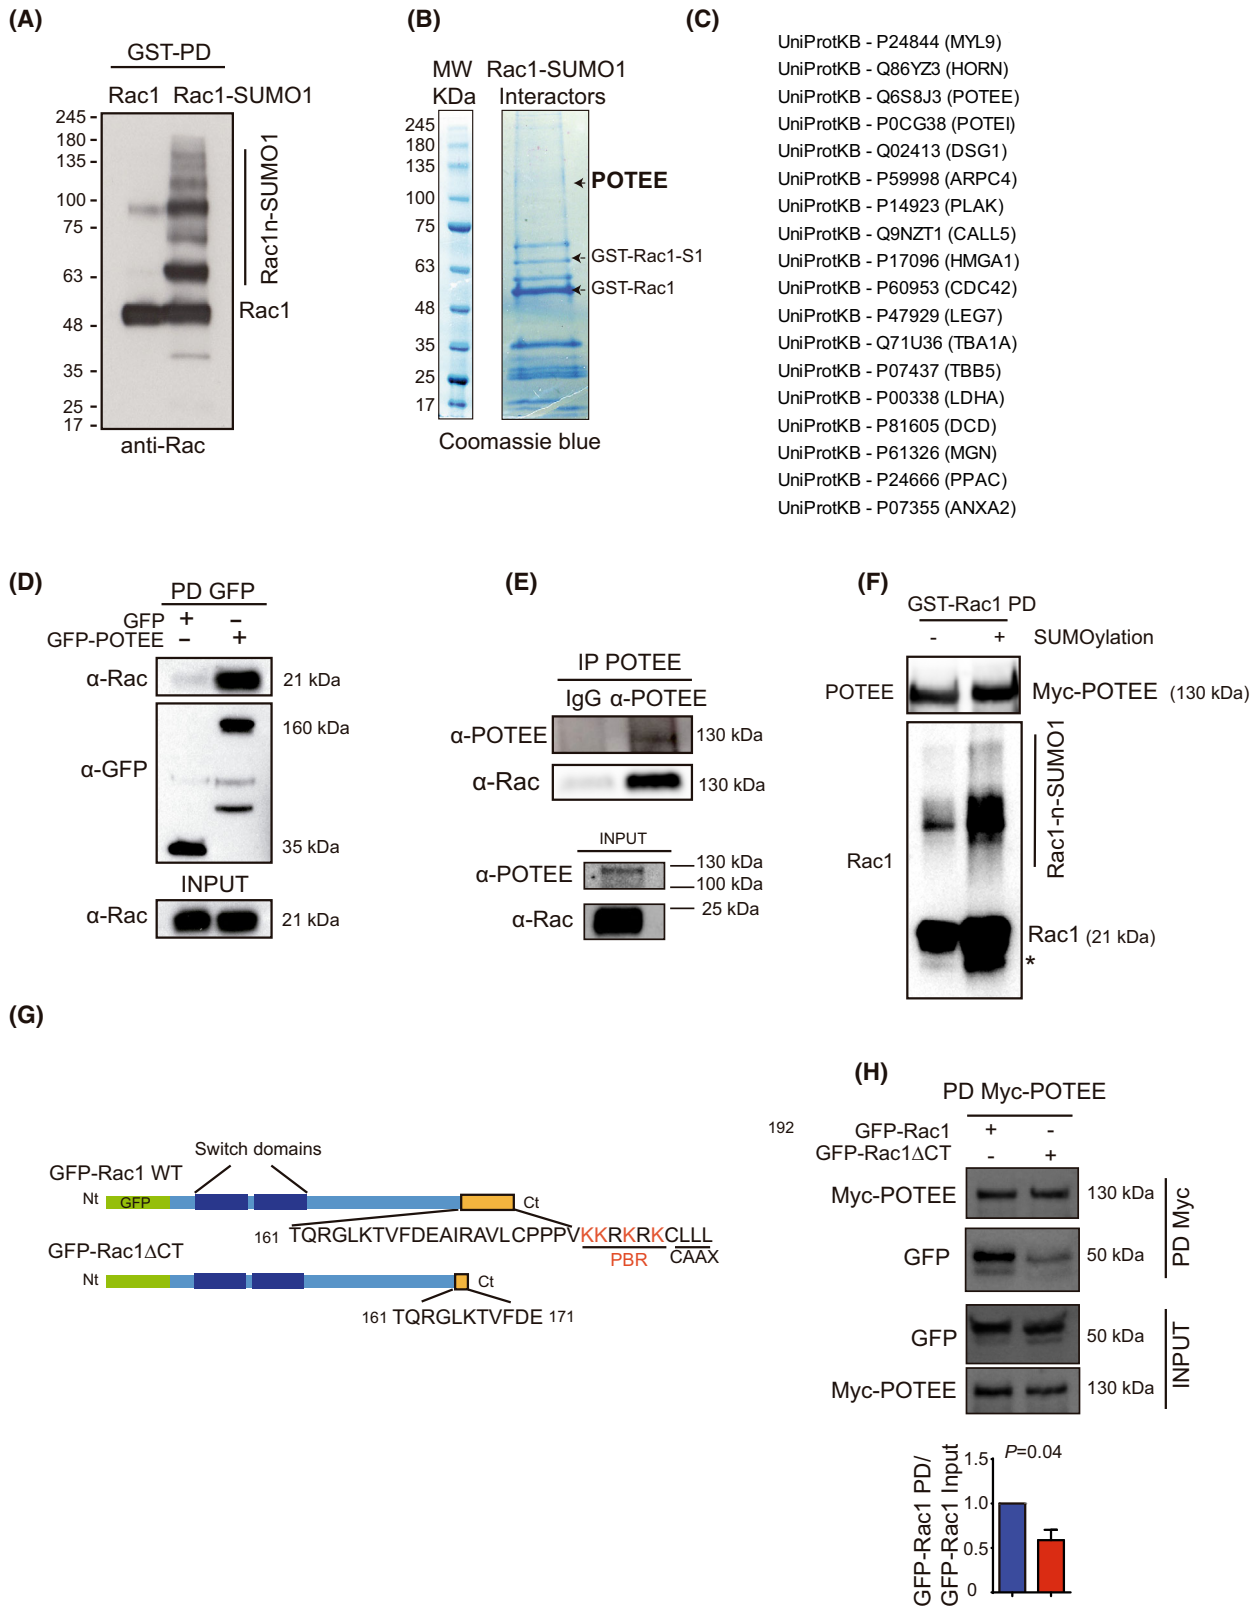 (A)
GST-PD
Rac1 Rac1-SUMO1
245 -
180 -
135 -
100 -
75 -
63 -
48 -
35 -
25 -
17 -
Rac1n-SUMO1
Rac1
anti-Rac
(B)
MW
KDa
Rac1-SUMO1
Interactors
245
180
135
100
75
63
48
35
25
17
POTEE
GST-Rac1-S1
GST-Rac1
Coomassie blue
(C)
UniProtKB - P24844 (MYL9)
UniProtKB - Q86YZ3 (HORN)
UniProtKB - Q6S8J3 (POTEE)
UniProtKB - P0CG38 (POTEI)
UniProtKB - Q02413 (DSG1)
UniProtKB - P59998 (ARPC4)
UniProtKB - P14923 (PLAK)
UniProtKB - Q9NZT1 (CALL5)
UniProtKB - P17096 (HMGA1)
UniProtKB - P60953 (CDC42)
UniProtKB - P47929 (LEG7)
UniProtKB - Q71U36 (TBA1A)
UniProtKB - P07437 (TBB5)
UniProtKB - P00338 (LDHA)
UniProtKB - P81605 (DCD)
UniProtKB - P61326 (MGN)
UniProtKB - P24666 (PPAC)
UniProtKB - P07355 (ANXA2)
(D)
PD GFP
GFP + -
GFP-POTEE - +
α-Rac 21 kDa
160 kDa
α-GFP
35 kDa
INPUT
α-Rac 21 kDa
(E)
IP POTEE
IgG α-POTEE
α-POTEE 130 kDa
α-Rac 130 kDa
INPUT
α-POTEE 130 kDa
100 kDa
α-Rac 25 kDa
(F)
GST-Rac1 PD
- + SUMOylation
POTEE Myc-POTEE (130 kDa)
Rac1-n-SUMO1
Rac1
Rac1 (21 kDa)
*
(G)
Switch domains
GFP-Rac1 WT
Nt GFP Ct
192
161 TQRGLKTVFDEAIRAVLCPPPVKKRKRKCLLL
PBR CAAX
GFP-Rac1ΔCT
Nt Ct
161 TQRGLKTVFDE 171
(H)
PD Myc-POTEE
GFP-Rac1 + -
GFP-Rac1ΔCT - +
Myc-POTEE 130 kDa
GFP 50 kDa
PD Myc
GFP 50 kDa
Myc-POTEE 130 kDa
INPUT
GFP-Rac1 PD/
GFP-Rac1 Input
P=0.04
1.5
1.0
0.5
0